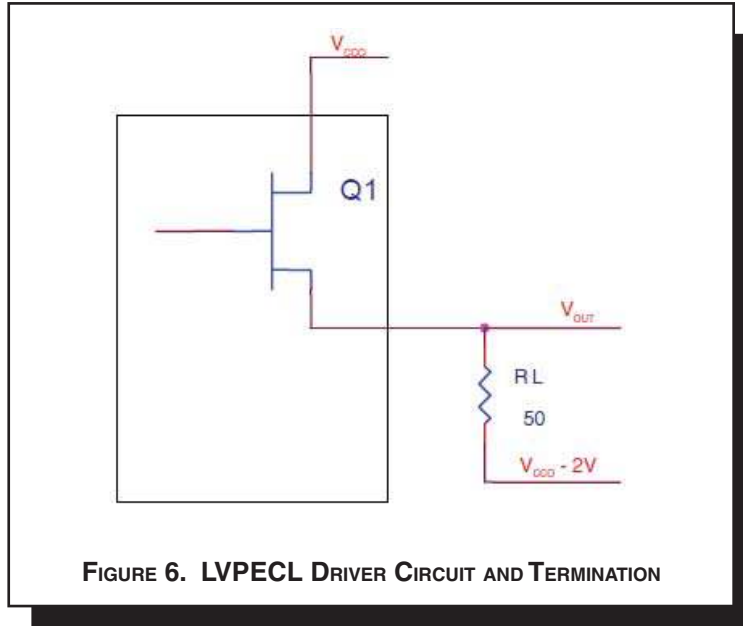 VCCO
Q1
VOUT
RL
50
VCCO - 2V
FIGURE 6. LVPECL DRIVER CIRCUIT AND TERMINATION